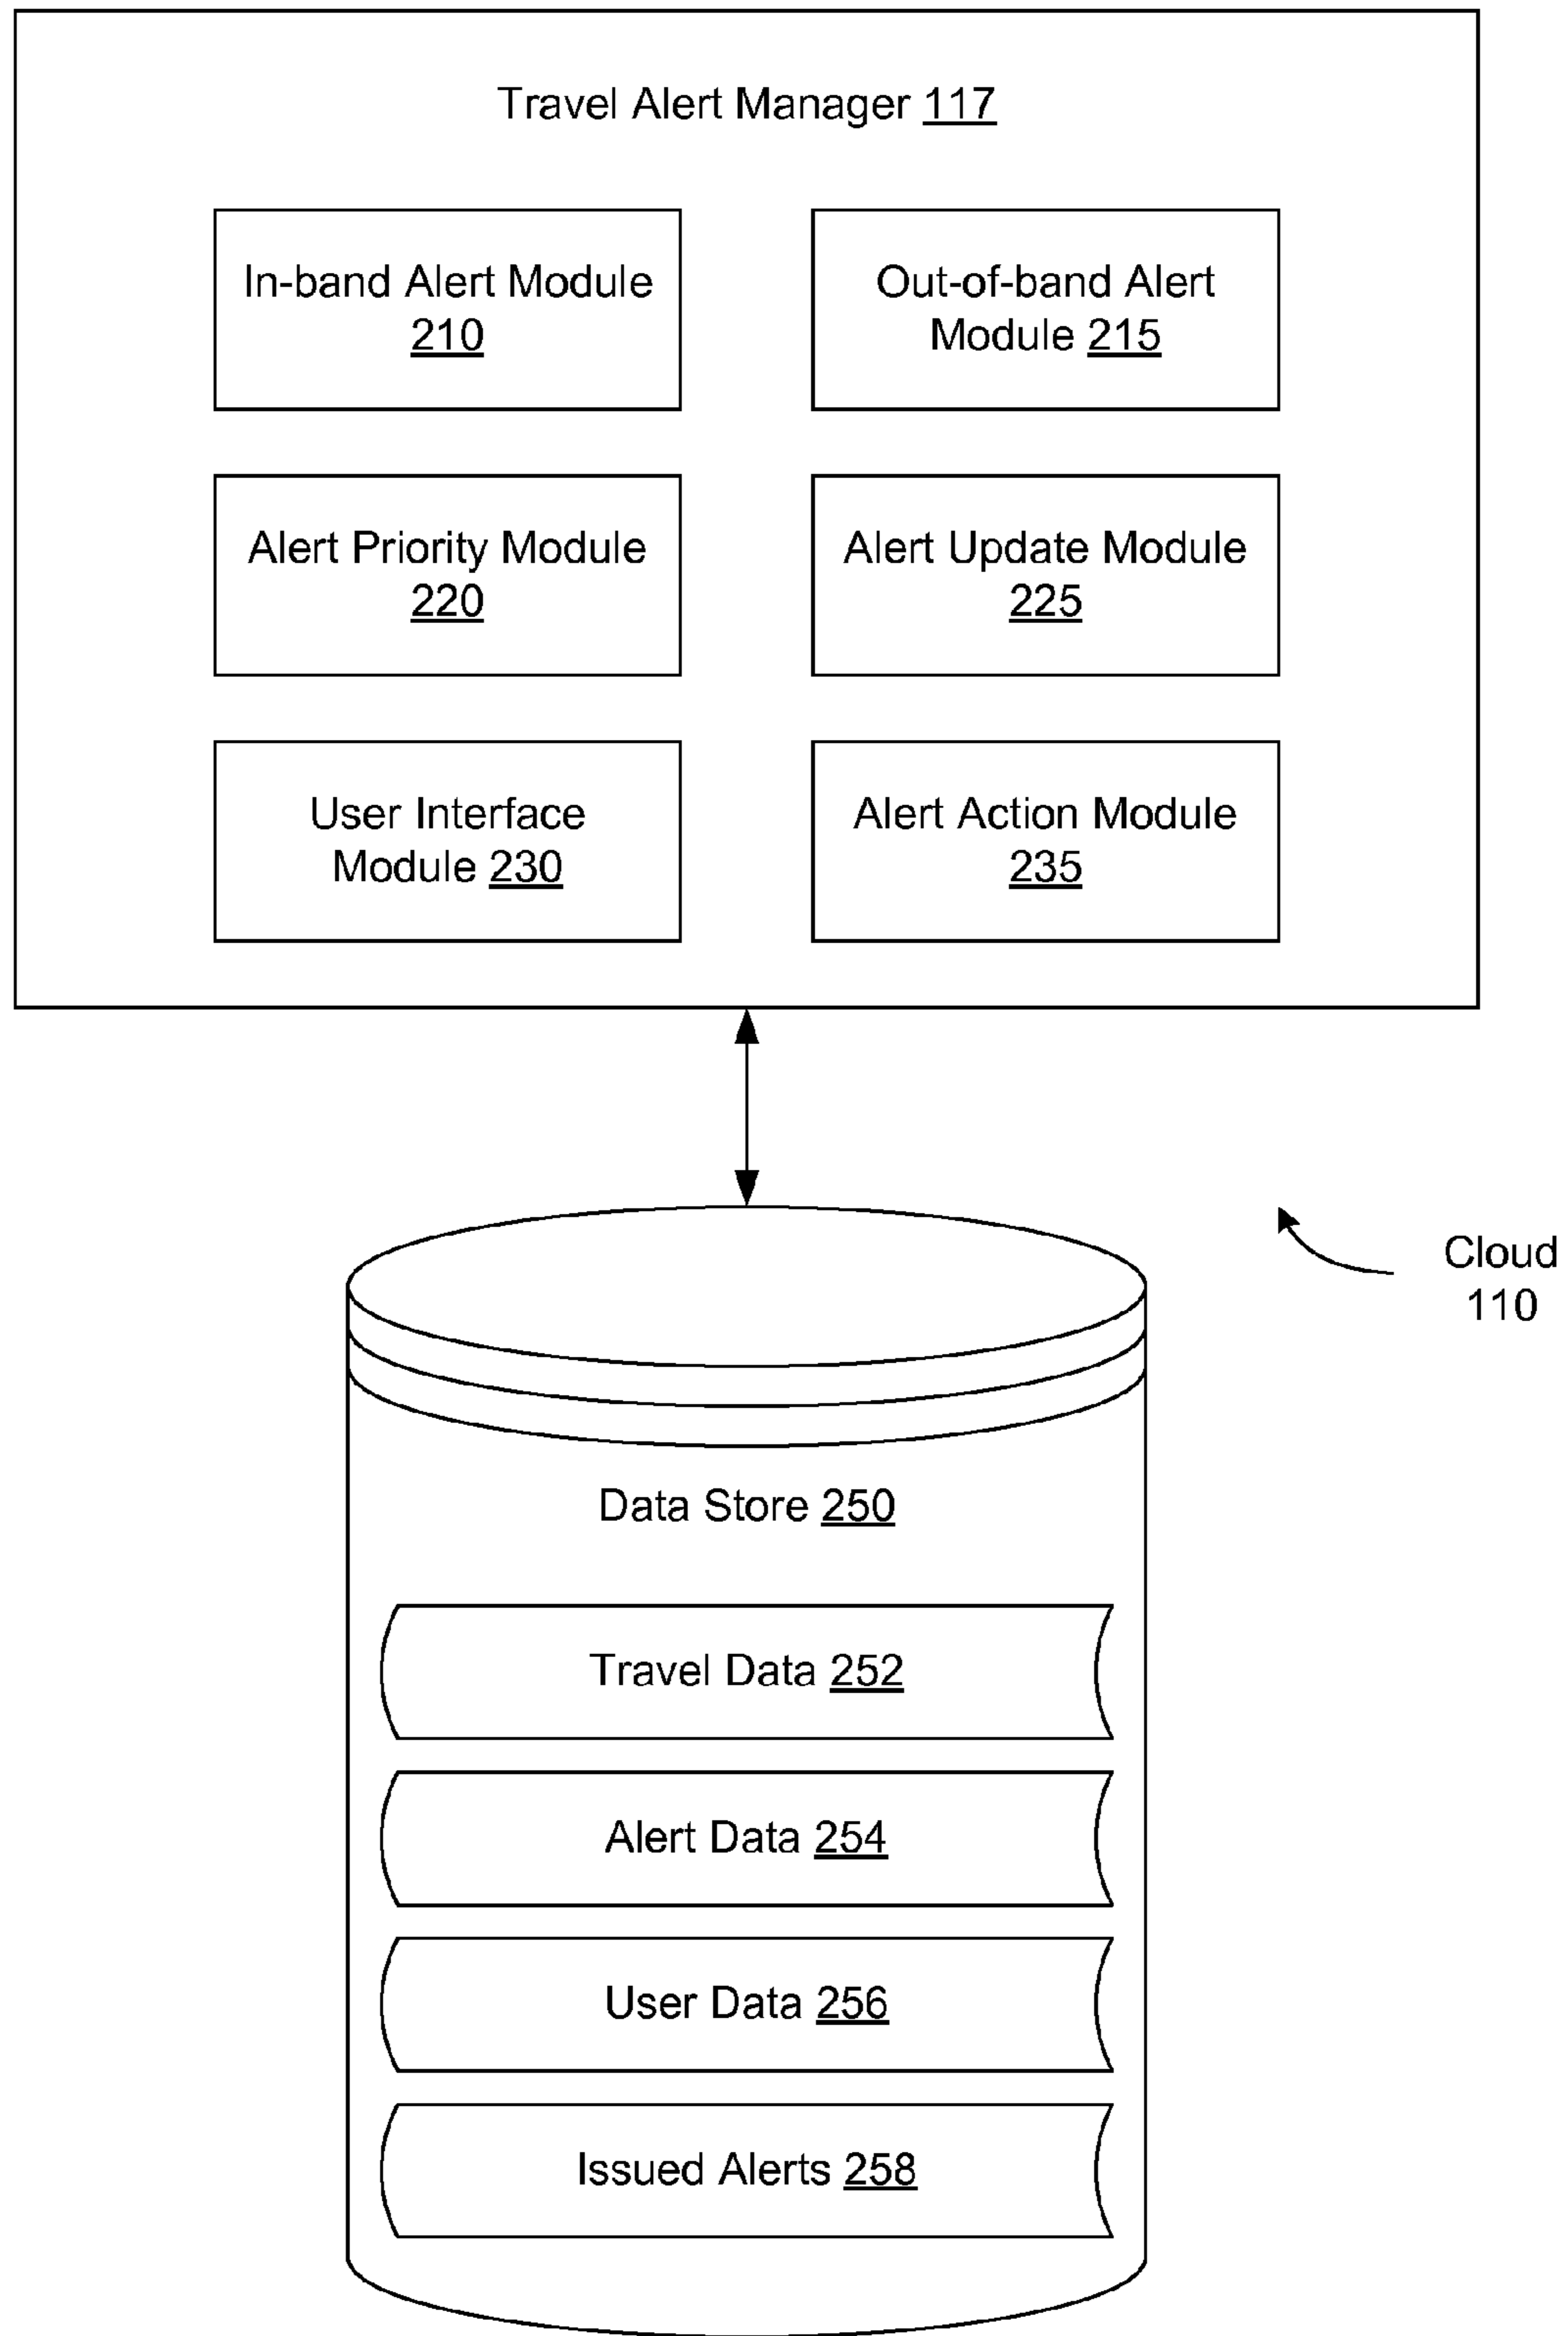 Travel Alert Manager 117
In-band Alert Module
210
Out-of-band Alert
Module 215
Alert Priority Module
220
Alert Update Module
225
User Interface
Module 230
Alert Action Module
235
Cloud
110
Data Store 250
Travel Data 252
Alert Data 254
User Data 256
Issued Alerts 258